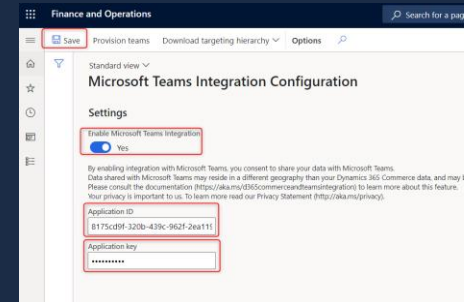 Finance and Operations
Search for a pag
Save Provision teams Download targeting hierarchy Options
Standard view
Microsoft Teams Integration Configuration
Settings
Enable Microsoft Teams Integration
Yes
By enabling integration with Microsoft Teams, you consent to share your data with Microsoft Teams.
Data shared with Microsoft Teams may reside in a different geography than your Dynamics 365 Commerce data, and may b
Please consult the documentation (https://aka.ms/d365commerceandteamsintegration) to learn more about this feature.
Your privacy is important to us. To learn more read our Privacy Statement (http://aka.ms/privacy).
Application ID
8175cd9f-320b-439c-962f-2ea119
Application key
••••••••••